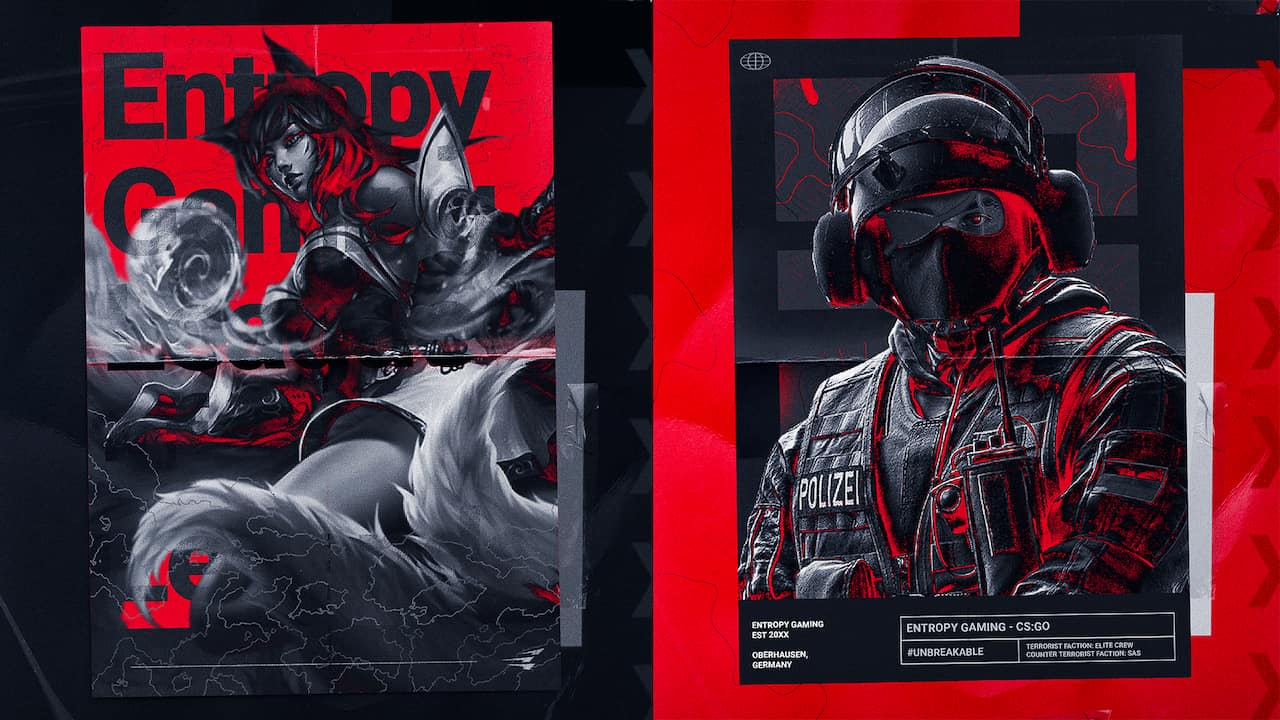 Entropy
POLIZEI
ENTROPY GAMING
EST 20XX
OBERHAUSEN,
GERMANY
ENTROPY GAMING - CS:GO
#UNBREAKABLE
TERRORIST FACTION: ELITE CREW
COUNTER TERRORIST FACTION: SAS